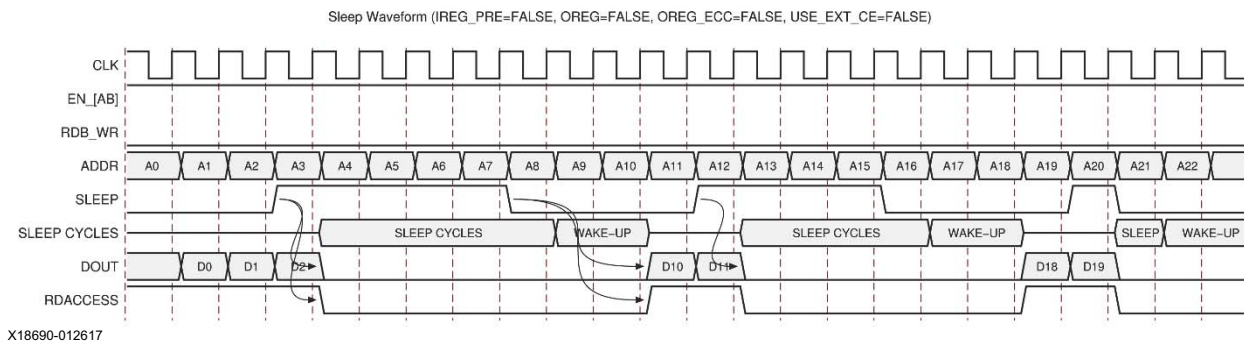 Sleep Waveform (IREG_PRE=FALSE, OREG=FALSE, OREG_ECC=FALSE, USE_EXT_CE=FALSE)
CLK
EN_[AB]
RDB_WR
ADDR A0 A1 A2 A3 A4 A5 A6 A7 A8 A9 A10 A11 A12 A13 A14 A15 A16 A17 A18 A19 A20 A21 A22
SLEEP
SLEEP CYCLES SLEEP CYCLES WAKE-UP SLEEP CYCLES WAKE-UP SLEEP WAKE-UP
DOUT D0 D1 D2 D10 D11 D18 D19
RDACCESS
X18690-012617